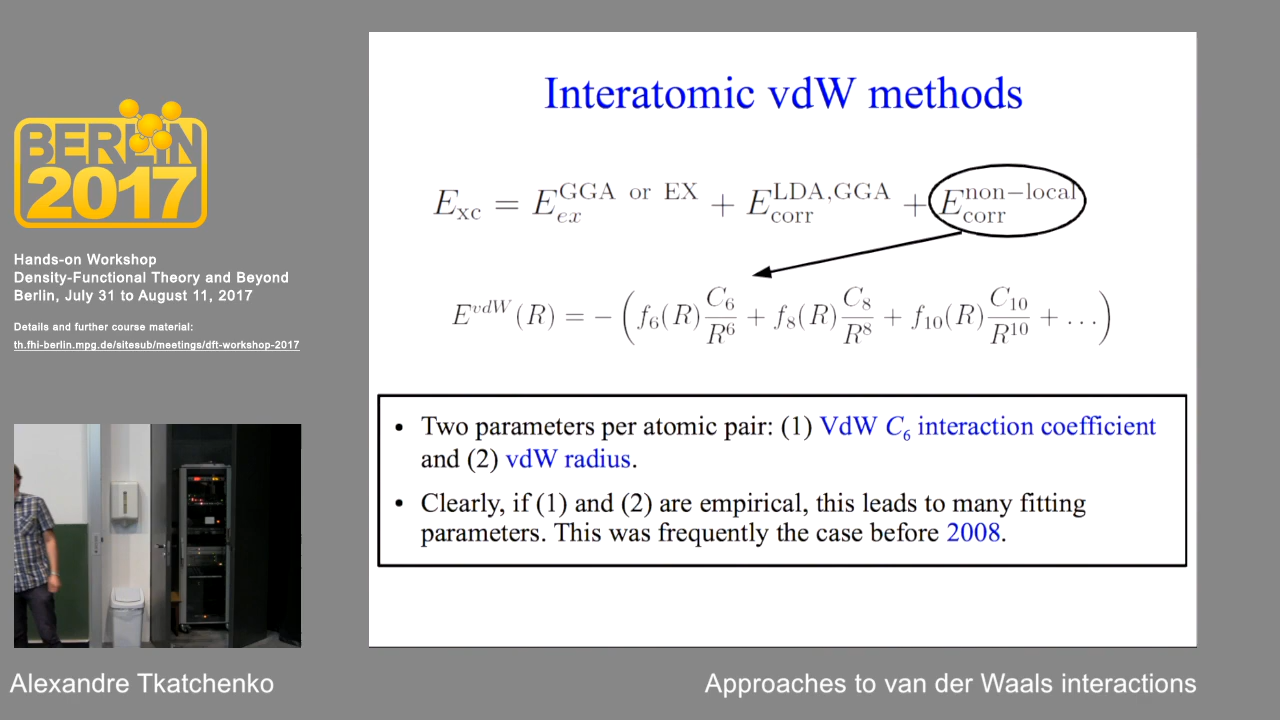 BERLIN
2017
Hands-on Workshop
Density-Functional Theory and Beyond
Berlin, July 31 to August 11, 2017
Details and further course material:
th.fhi-berlin.mpg.de/sitesub/meetings/dft-workshop-2017
Interatomic vdW methods
E_xc = E_ex^GGA or EX + E_corr^LDA,GGA + E_corr^non−local
E^vdW(R) = − ( f_6(R) C_6/R^6 + f_8(R) C_8/R^8 + f_10(R) C_10/R^10 + … )
• Two parameters per atomic pair: (1) VdW C_6 interaction coefficient
and (2) vdW radius.
• Clearly, if (1) and (2) are empirical, this leads to many fitting
parameters. This was frequently the case before 2008.
Alexandre Tkatchenko
Approaches to van der Waals interactions